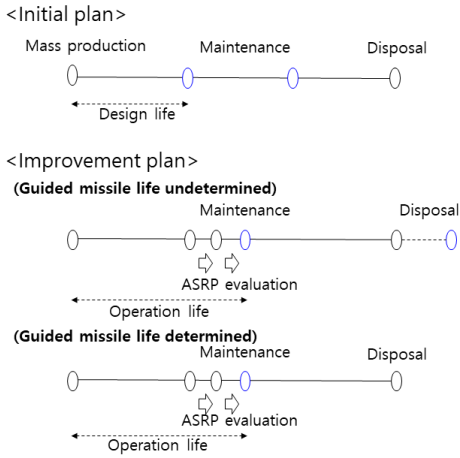 <Initial plan>
Mass production Maintenance Disposal
Design life
<Improvement plan>
(Guided missile life undetermined)
Maintenance Disposal
ASRP evaluation
Operation life
(Guided missile life determined)
Maintenance Disposal
ASRP evaluation
Operation life